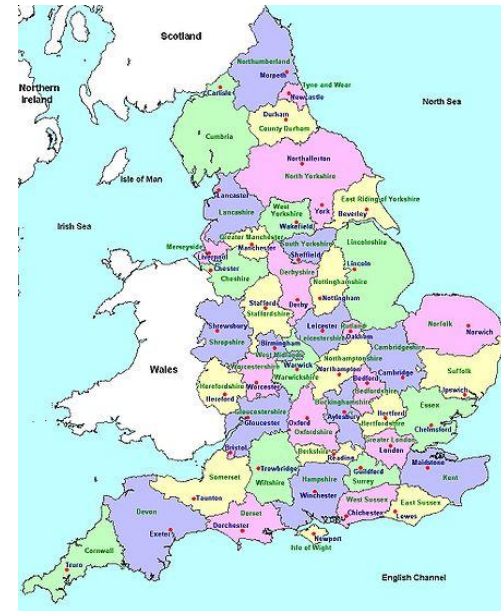 Scotland
Northumberland
Morpeth
Northern
Ireland
Carlisle
Tyne and Wear
Newcastle
North Sea
Durham
County Durham
Cumbria
Northallerton
North Yorkshire
Isle of Man
Lancaster
Lancashire
West
Yorkshire
Wakefield
York
East Riding of Yorkshire
Beverley
Irish Sea
Greater Manchester
Manchester
South Yorkshire
Sheffield
Merseyside
Liverpool
Chester
Cheshire
Derbyshire
Lincolnshire
Lincoln
Nottinghamshire
Nottingham
Stafford
Staffordshire
Derby
Shrewsbury
Shropshire
Leicester
Leicestershire
Rutland
Oakham
Norfolk
Norwich
Birmingham
West Midlands
Cambridgeshire
Cambridge
Wales
Worcestershire
Worcester
Warwick
Warwickshire
Northamptonshire
Northampton
Suffolk
Ipswich
Herefordshire
Hereford
Bedford
Buckinghamshire
Aylesbury
Essex
Chelmsford
Gloucestershire
Gloucester
Oxford
Oxfordshire
Hertford
Hertfordshire
Greater London
London
Bristol
Berkshire
Reading
Trowbridge
Wiltshire
Guildford
Surrey
Maidstone
Kent
Somerset
Taunton
Hampshire
Winchester
West Sussex
Chichester
East Sussex
Lewes
Devon
Exeter
Dorset
Dorchester
Newport
Isle of Wight
Cornwall
Truro
English Channel